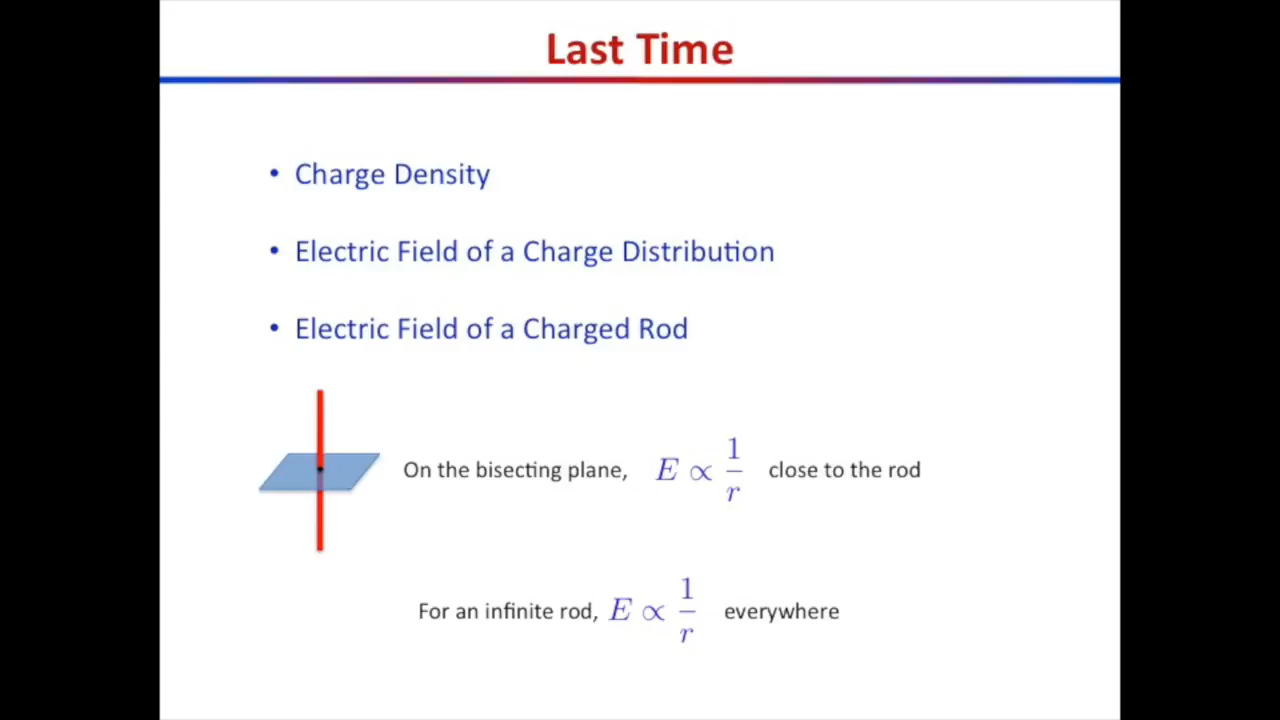 Last Time
• Charge Density
• Electric Field of a Charge Distribution
• Electric Field of a Charged Rod
On the bisecting plane, E ∝ 1/r close to the rod
For an infinite rod, E ∝ 1/r everywhere